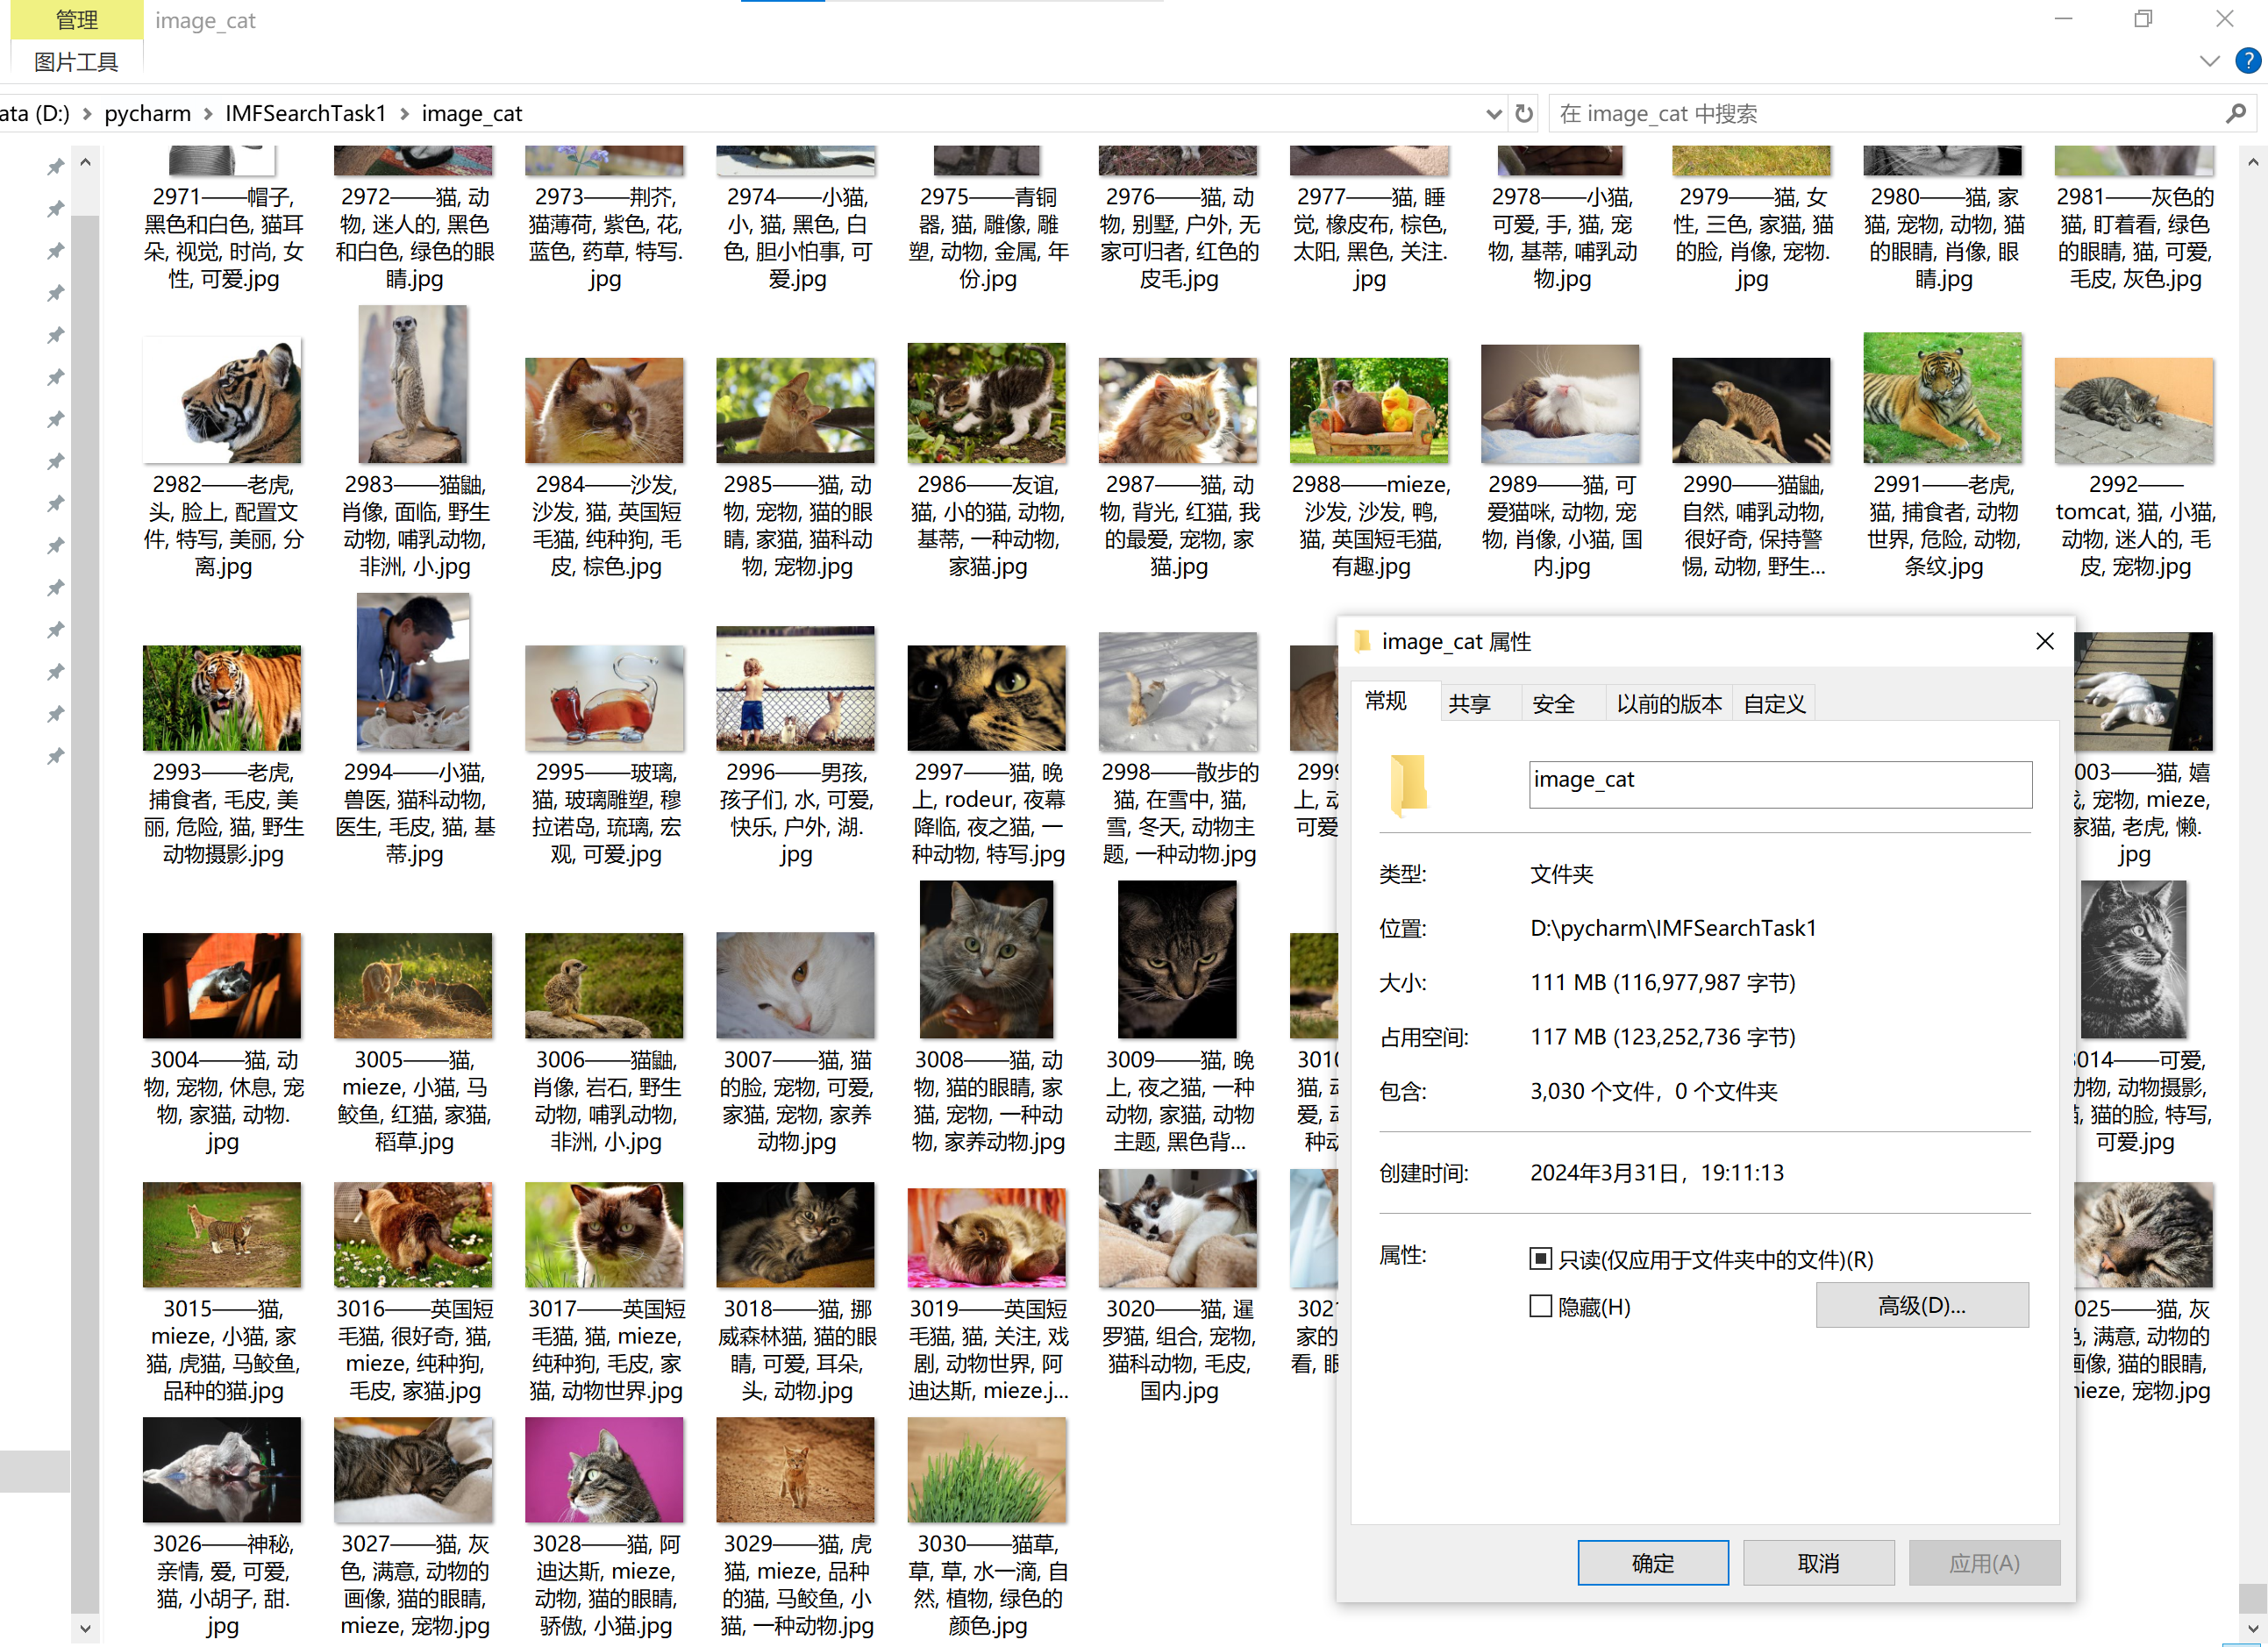 管理
image_cat
图片工具
ata (D:) > pycharm > IMFSearchTask1 > image_cat
在 image_cat 中搜索
2971——帽子,
黑色和白色, 猫耳
朵, 视觉, 时尚, 女
性, 可爱.jpg
2972——猫, 动
物, 迷人的, 黑色
和白色, 绿色的眼
睛.jpg
2973——荆芥,
猫薄荷, 紫色, 花,
蓝色, 药草, 特写.
jpg
2974——小猫,
小, 猫, 黑色, 白
色, 胆小怕事, 可
爱.jpg
2975——青铜
器, 猫, 雕像, 雕
塑, 动物, 金属, 年
份.jpg
2976——猫, 动
物, 别墅, 户外, 无
家可归者, 红色的
皮毛.jpg
2977——猫, 睡
觉, 橡皮布, 棕色,
太阳, 黑色, 关注.
jpg
2978——小猫,
可爱, 手, 猫, 宠
物, 基蒂, 哺乳动
物.jpg
2979——猫, 女
性, 三色, 家猫, 猫
的脸, 肖像, 宠物.
jpg
2980——猫, 家
猫, 宠物, 动物, 猫
的眼睛, 肖像, 眼
睛.jpg
2981——灰色的
猫, 盯着看, 绿色
的眼睛, 猫, 可爱,
毛皮, 灰色.jpg
2982——老虎,
头, 脸上, 配置文
件, 特写, 美丽, 分
离.jpg
2983——猫鼬,
肖像, 面临, 野生
动物, 哺乳动物,
非洲, 小.jpg
2984——沙发,
沙发, 猫, 英国短
毛猫, 纯种狗, 毛
皮, 棕色.jpg
2985——猫, 动
物, 宠物, 猫的眼
睛, 家猫, 猫科动
物, 宠物.jpg
2986——友谊,
猫, 小的猫, 动物,
基蒂, 一种动物,
家猫.jpg
2987——猫, 动
物, 背光, 红猫, 我
的最爱, 宠物, 家
猫.jpg
2988——mieze,
沙发, 沙发, 鸭,
猫, 英国短毛猫,
有趣.jpg
2989——猫, 可
爱猫咪, 动物, 宠
物, 肖像, 小猫, 国
内.jpg
2990——猫鼬,
自然, 哺乳动物,
很好奇, 保持警
惕, 动物, 野生...
2991——老虎,
猫, 捕食者, 动物
世界, 危险, 动物,
条纹.jpg
2992——
tomcat, 猫, 小猫,
动物, 迷人的, 毛
皮, 宠物.jpg
2993——老虎,
捕食者, 毛皮, 美
丽, 危险, 猫, 野生
动物摄影.jpg
2994——小猫,
兽医, 猫科动物,
医生, 毛皮, 猫, 基
蒂.jpg
2995——玻璃,
猫, 玻璃雕塑, 穆
拉诺岛, 琉璃, 宏
观, 可爱.jpg
2996——男孩,
孩子们, 水, 可爱,
快乐, 户外, 湖.
jpg
2997——猫, 晚
上, rodeur, 夜幕
降临, 夜之猫, 一
种动物, 特写.jpg
2998——散步的
猫, 在雪中, 猫,
雪, 冬天, 动物主
题, 一种动物.jpg
2999
上, 动
可爱
003——猫, 嬉
戏, 宠物, mieze,
家猫, 老虎, 懒.
jpg
3004——猫, 动
物, 宠物, 休息, 宠
物, 家猫, 动物.
jpg
3005——猫,
mieze, 小猫, 马
鲛鱼, 红猫, 家猫,
稻草.jpg
3006——猫鼬,
肖像, 岩石, 野生
动物, 哺乳动物,
非洲, 小.jpg
3007——猫, 猫
的脸, 宠物, 可爱,
家猫, 宠物, 家养
动物.jpg
3008——猫, 动
物, 猫的眼睛, 家
猫, 宠物, 一种动
物, 家养动物.jpg
3009——猫, 晚
上, 夜之猫, 一种
动物, 家猫, 动物
主题, 黑色背...
3010
猫, 动
爱, 动
种动
3014——可爱,
动物, 动物摄影,
猫, 猫的脸, 特写,
可爱.jpg
3015——猫,
mieze, 小猫, 家
猫, 虎猫, 马鲛鱼,
品种的猫.jpg
3016——英国短
毛猫, 很好奇, 猫,
mieze, 纯种狗,
毛皮, 家猫.jpg
3017——英国短
毛猫, 猫, mieze,
纯种狗, 毛皮, 家
猫, 动物世界.jpg
3018——猫, 挪
威森林猫, 猫的眼
睛, 可爱, 耳朵,
头, 动物.jpg
3019——英国短
毛猫, 猫, 关注, 戏
剧, 动物世界, 阿
迪达斯, mieze.j...
3020——猫, 暹
罗猫, 组合, 宠物,
猫科动物, 毛皮,
国内.jpg
3021
家的
看, 眼
025——猫, 灰
色, 满意, 动物的
画像, 猫的眼睛,
mieze, 宠物.jpg
3026——神秘,
亲情, 爱, 可爱,
猫, 小胡子, 甜.
jpg
3027——猫, 灰
色, 满意, 动物的
画像, 猫的眼睛,
mieze, 宠物.jpg
3028——猫, 阿
迪达斯, mieze,
动物, 猫的眼睛,
骄傲, 小猫.jpg
3029——猫, 虎
猫, mieze, 品种
的猫, 马鲛鱼, 小
猫, 一种动物.jpg
3030——猫草,
草, 草, 水一滴, 自
然, 植物, 绿色的
颜色.jpg
image_cat 属性
常规 共享 安全 以前的版本 自定义
image_cat
类型: 文件夹
位置: D:\pycharm\IMFSearchTask1
大小: 111 MB (116,977,987 字节)
占用空间: 117 MB (123,252,736 字节)
包含: 3,030 个文件，0 个文件夹
创建时间: 2024年3月31日，19:11:13
属性: 只读(仅应用于文件夹中的文件)(R)
隐藏(H)
高级(D)...
确定 取消 应用(A)